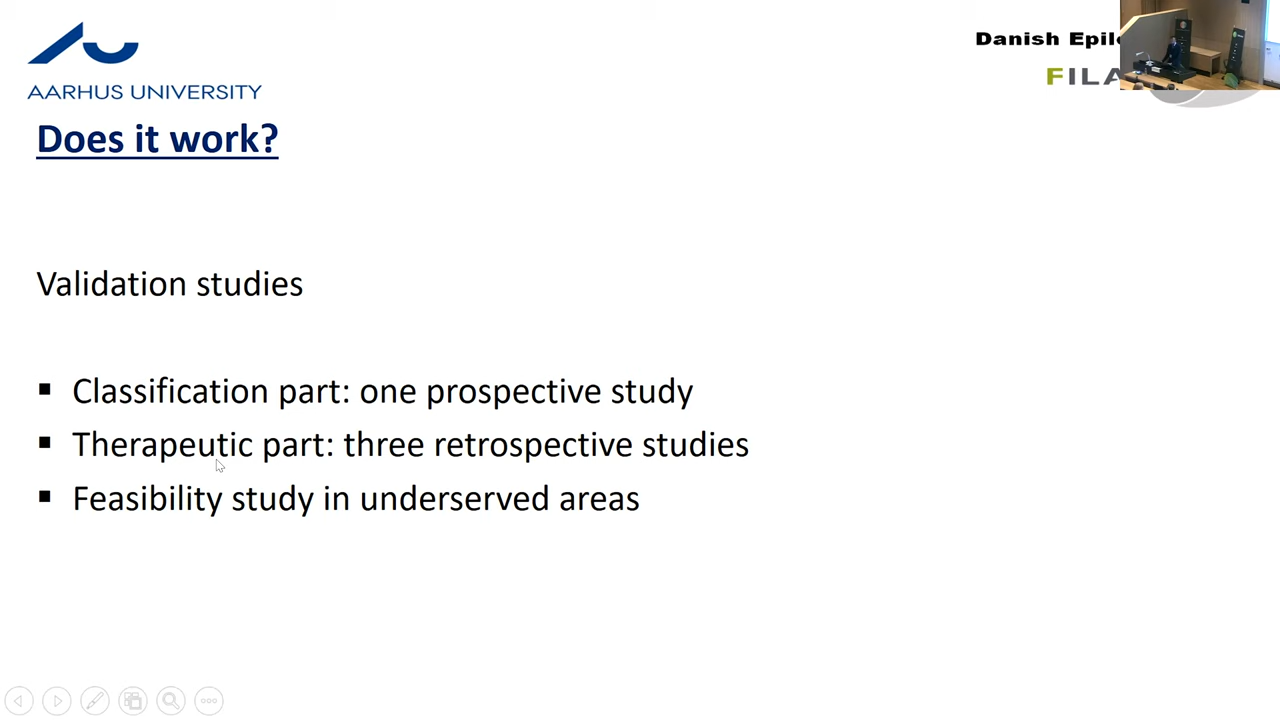 AARHUS UNIVERSITY
Danish
FILA
Does it work?
Validation studies
▪ Classification part: one prospective study
▪ Therapeutic part: three retrospective studies
▪ Feasibility study in underserved areas